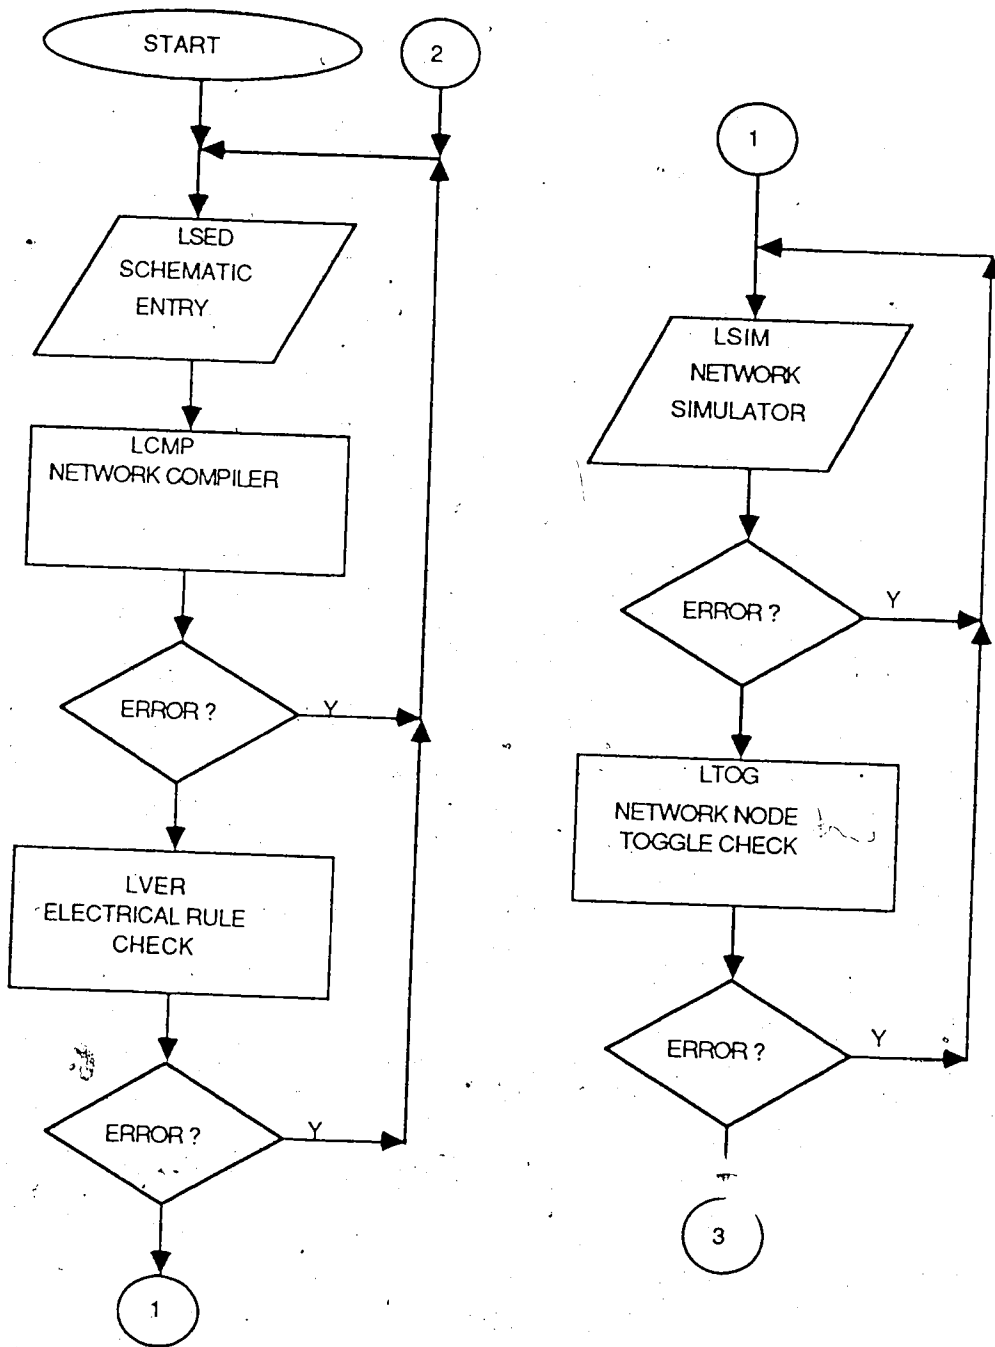 START
2
LSED
SCHEMATIC
ENTRY
LCMP
NETWORK COMPILER
ERROR ?
Y
LVER
ELECTRICAL RULE
CHECK
ERROR ?
Y
1
1
LSIM
NETWORK
SIMULATOR
ERROR ?
Y
LTOG
NETWORK NODE
TOGGLE CHECK
ERROR ?
Y
3